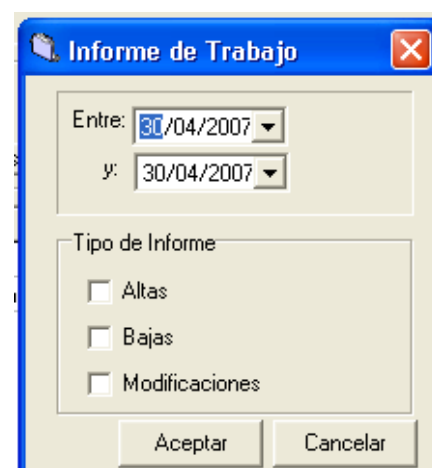 Informe de Trabajo
Entre: 30/04/2007
y: 30/04/2007
Tipo de Informe
Altas
Bajas
Modificaciones
Aceptar Cancelar